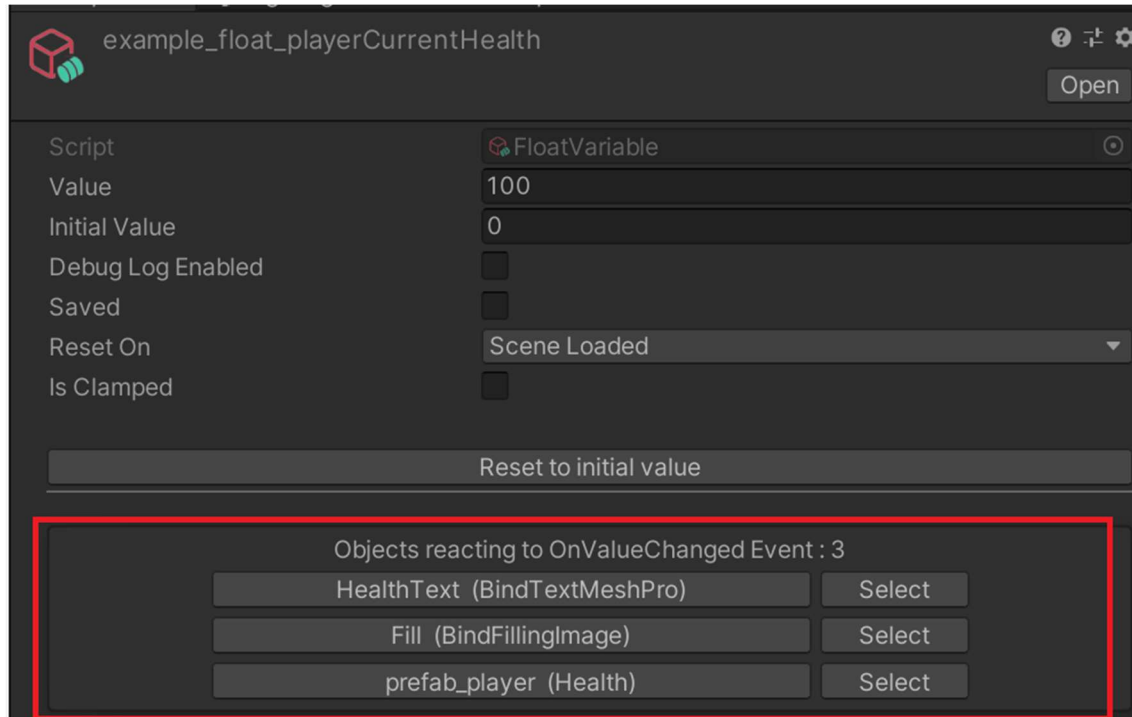 example_float_playerCurrentHealth
Open
Script FloatVariable
Value 100
Initial Value 0
Debug Log Enabled
Saved
Reset On Scene Loaded
Is Clamped
Reset to initial value
Objects reacting to OnValueChanged Event : 3
HealthText (BindTextMeshPro) Select
Fill (BindFillingImage) Select
prefab_player (Health) Select